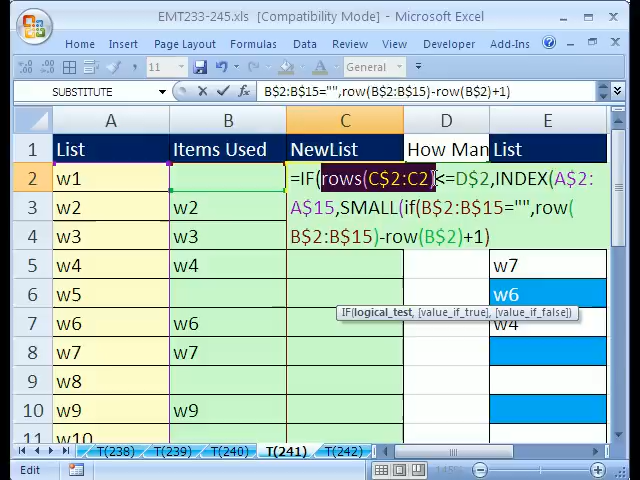 EMT233-245.xls [Compatibility Mode] - Microsoft Excel
Home Insert Page Layout Formulas Data Review View Developer Add-Ins
11 General
SUBSTITUTE B$2:B$15="",row(B$2:B$15)-row(B$2)+1)
A B C D E
1 List Items Used NewList How Man List
2 w1 =IF(rows(C$2:C2)<=D$2,INDEX(A$2:
3 w2 w2 A$15,SMALL(if(B$2:B$15="",row(
4 w3 w3 B$2:B$15)-row(B$2)+1)
5 w4 w4 w7
6 w5 w6
IF(logical_test, [value_if_true], [value_if_false])
7 w6 w6 w4
8 w7 w7
9 w8
10 w9 w9
11 w10
T(238) T(239) T(240) T(241) T(242)
Edit 145%